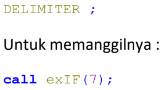 DELIMITER ;
Untuk memanggilnya :
call exIF(7);